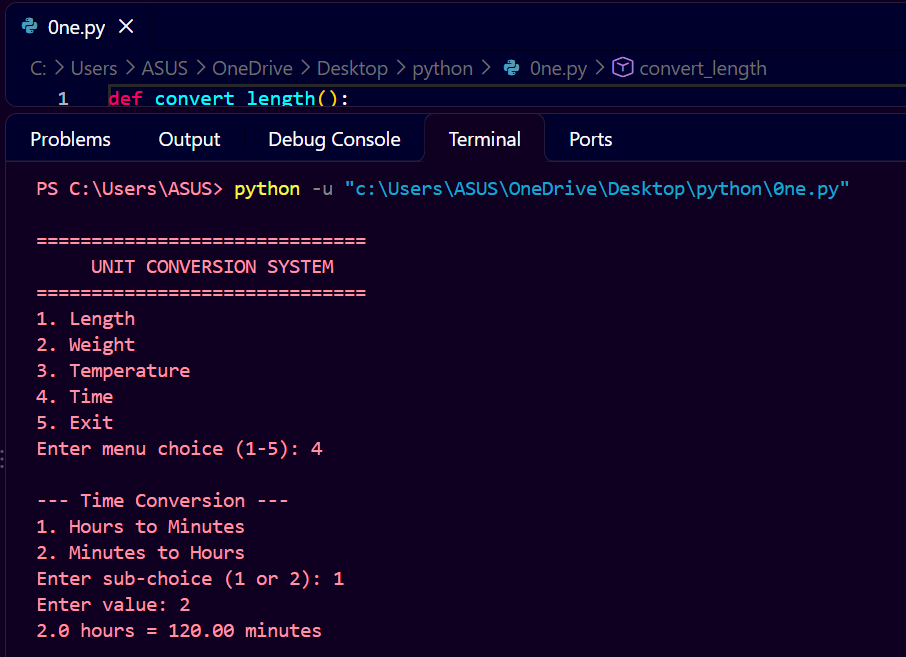 0ne.py
C: > Users > ASUS > OneDrive > Desktop > python > 0ne.py > convert_length
1 def convert_length():
Problems Output Debug Console Terminal Ports
PS C:\Users\ASUS> python -u "c:\Users\ASUS\OneDrive\Desktop\python\0ne.py"
==============================
UNIT CONVERSION SYSTEM
==============================
1. Length
2. Weight
3. Temperature
4. Time
5. Exit
Enter menu choice (1-5): 4
--- Time Conversion ---
1. Hours to Minutes
2. Minutes to Hours
Enter sub-choice (1 or 2): 1
Enter value: 2
2.0 hours = 120.00 minutes